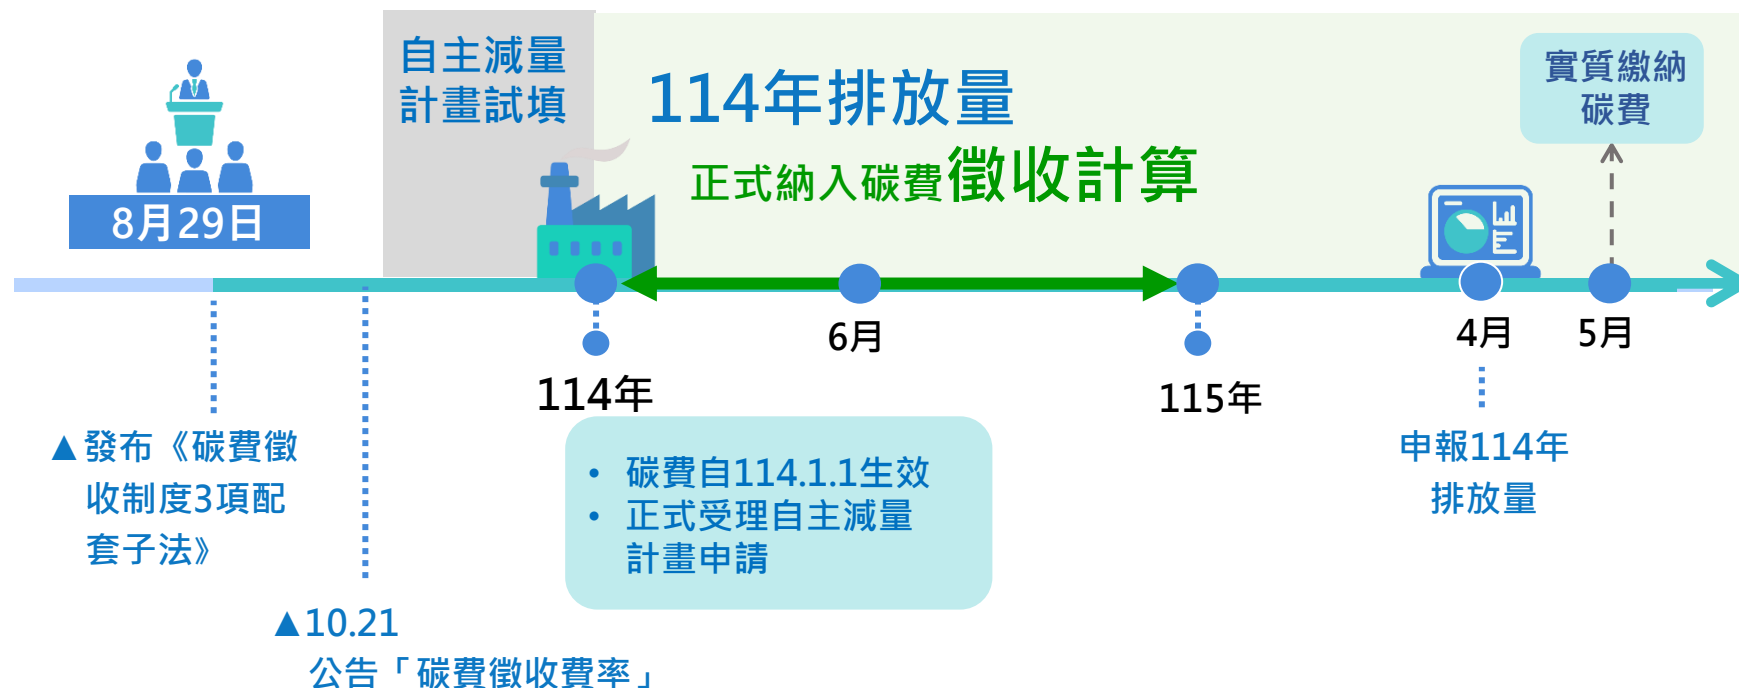 自主減量
計畫試填
114年排放量
正式納入碳費徵收計算
實質繳納
碳費
8月29日
6月
4月
5月
114年
115年
▲發布《碳費徵
收制度3項配
套子法》
• 碳費自114.1.1生效
• 正式受理自主減量
計畫申請
申報114年
排放量
▲10.21
公告「碳費徵收費率」